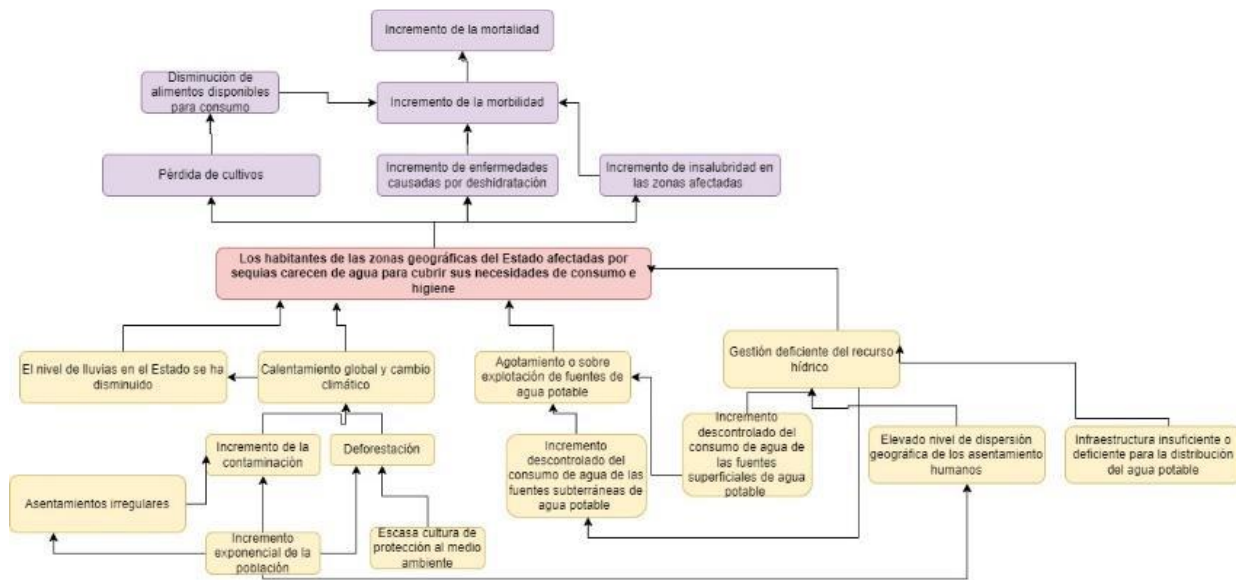 Incremento de la mortalidad
Disminución de
alimentos disponibles
para consumo
Incremento de la morbilidad
Pérdida de cultivos
Incremento de enfermedades
causadas por deshidratación
Incremento de insalubridad en
las zonas afectadas
Los habitantes de las zonas geográficas del Estado afectadas por
sequias carecen de agua para cubrir sus necesidades de consumo e
higiene
El nivel de lluvias en el Estado se ha
disminuido
Calentamiento global y cambio
climático
Agotamiento o sobre
explotación de fuentes de
agua potable
Gestión deficiente del recurso
hídrico
Incremento de la
contaminación
Deforestación
Incremento
descontrolado del
consumo de agua de las
fuentes subterráneas de
agua potable
Incremento
descontrolado del
consumo de agua de
las fuentes
superficiales de agua
potable
Elevado nivel de dispersión
geográfica de los asentamiento
humanos
Infraestructura insuficiente o
deficiente para la distribución
del agua potable
Asentamientos irregulares
Incremento
exponencial de la
población
Escasa cultura de
protección al medio
ambiente